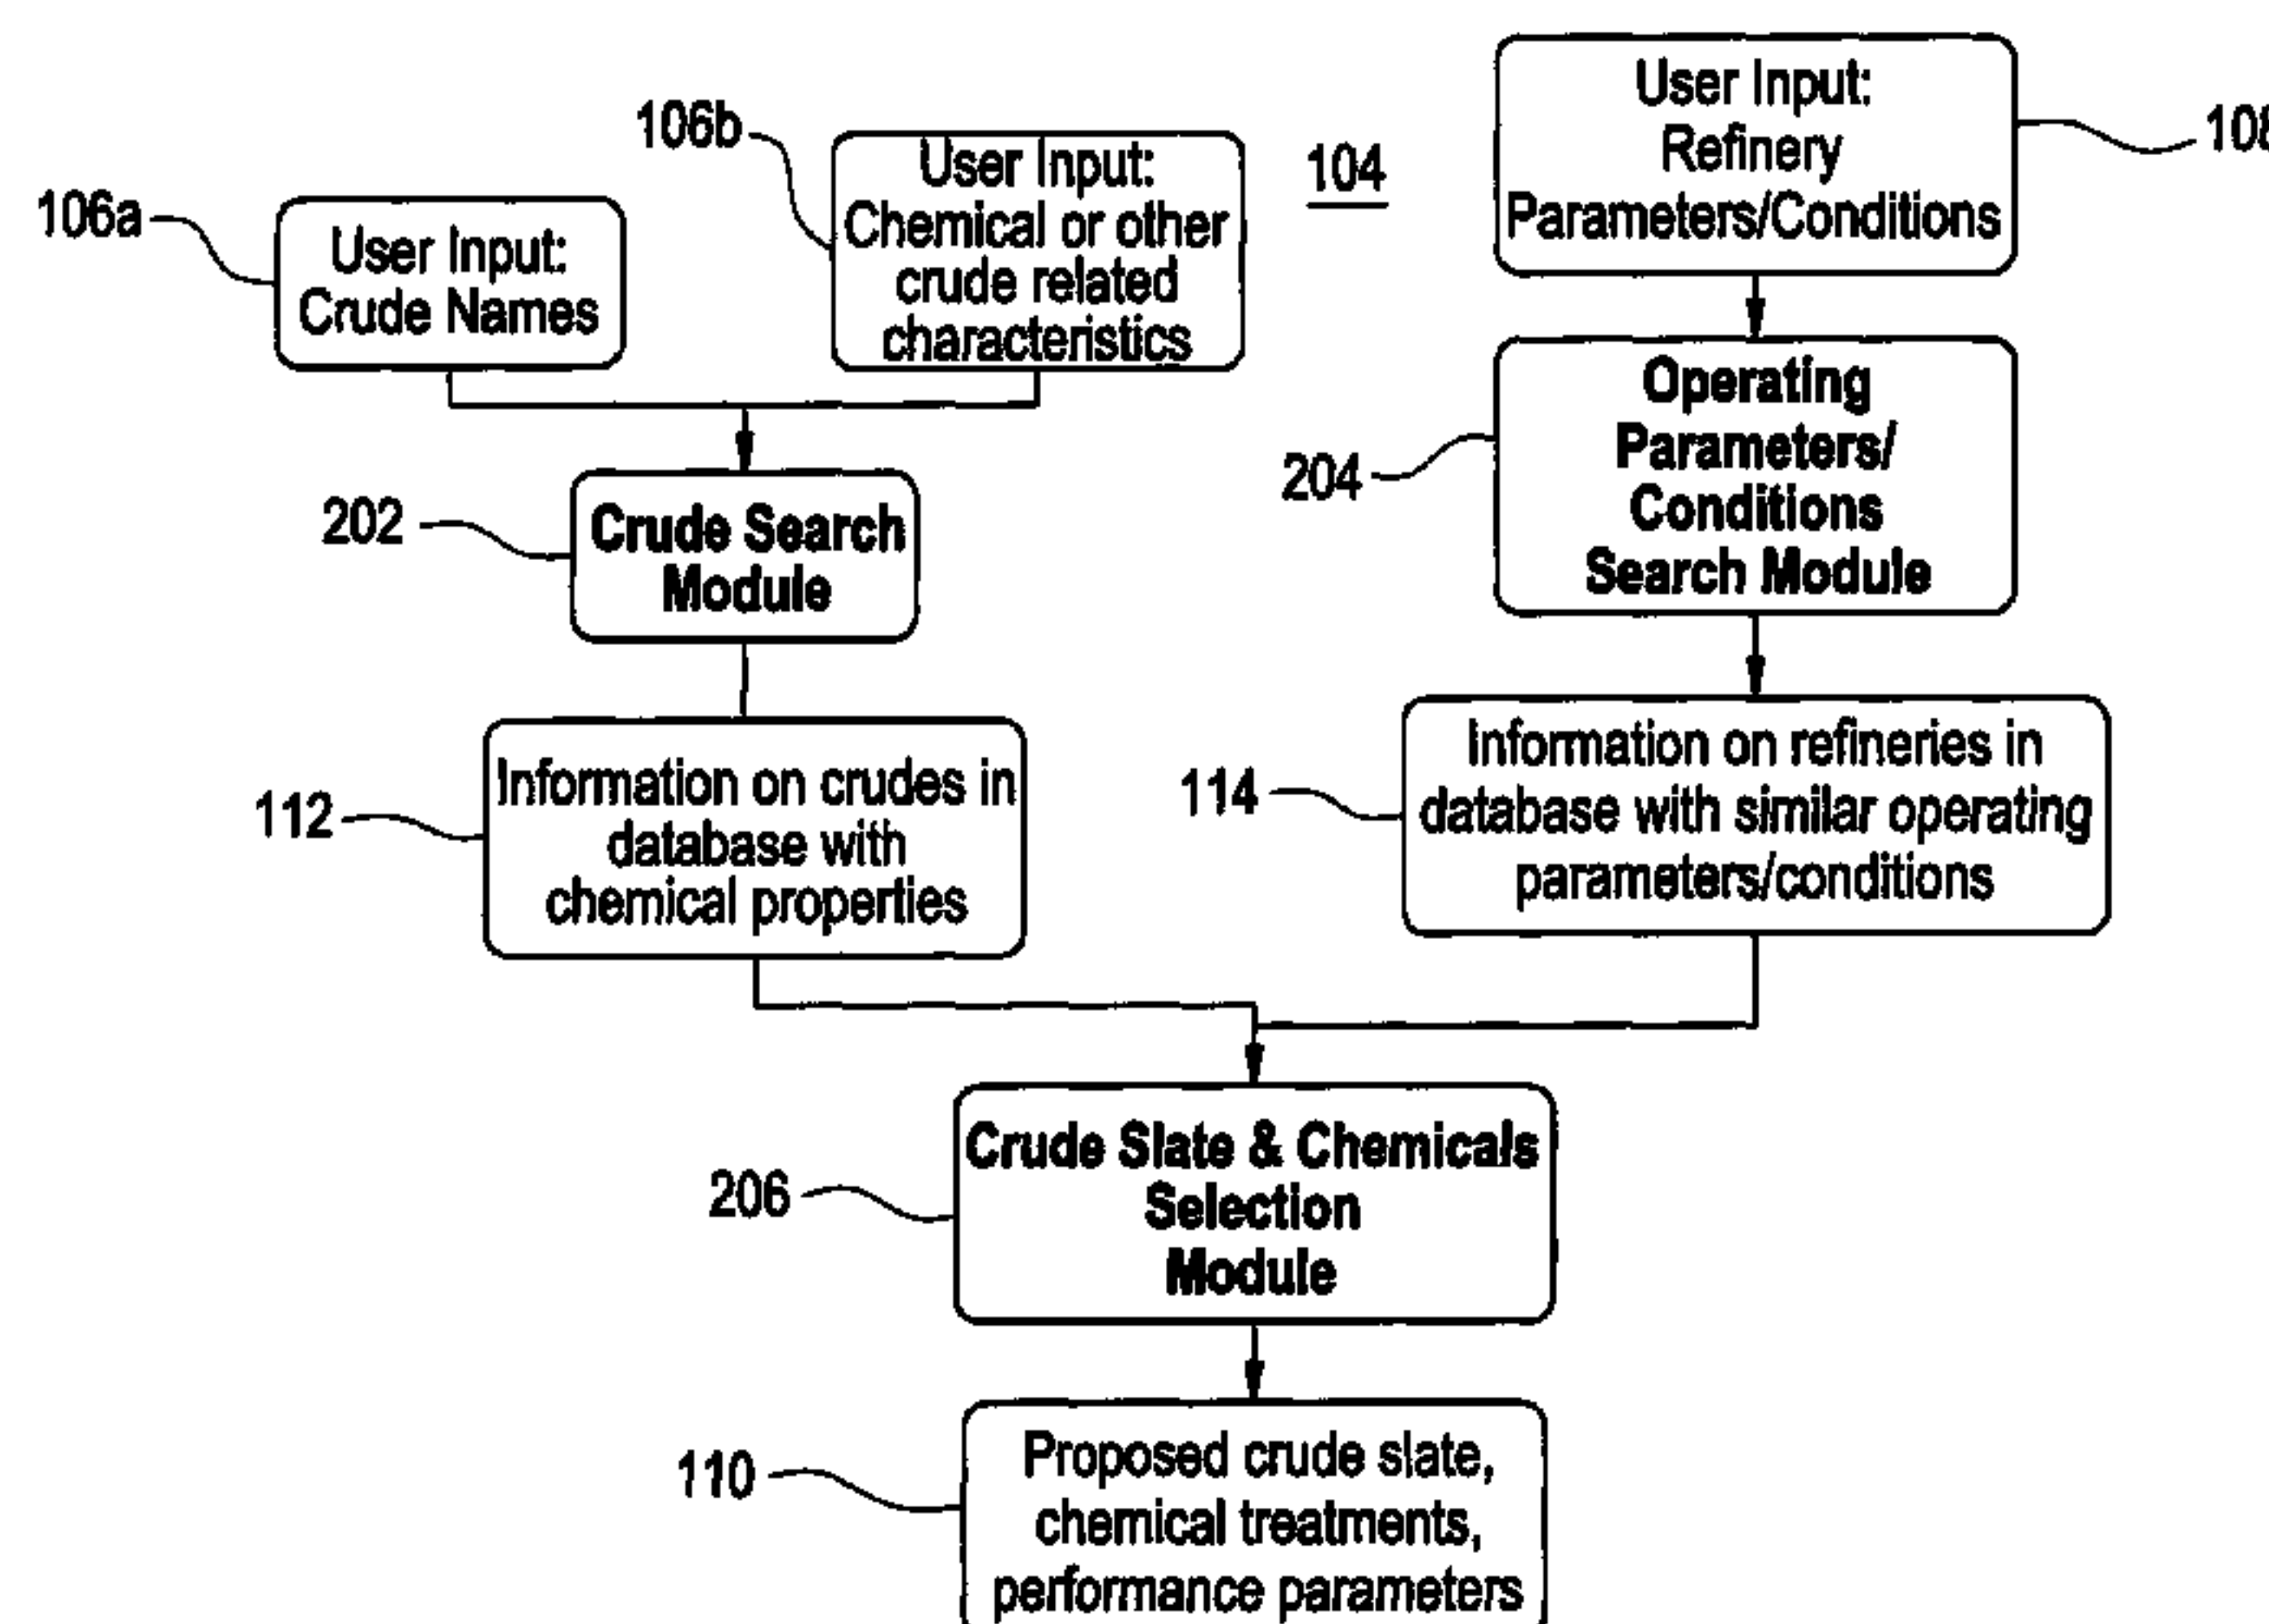 106a
User Input:
Crude Names
106b
User Input:
Chemical or other
crude related
characteristics
104
User Input:
Refinery
Parameters/Conditions
108
202
Crude Search
Module
204
Operating
Parameters/
Conditions
Search Module
112
Information on crudes in
database with
chemical properties
114
Information on refineries in
database with similar operating
parameters/conditions
206
Crude Slate & Chemicals
Selection
Module
110
Proposed crude slate,
chemical treatments,
performance parameters